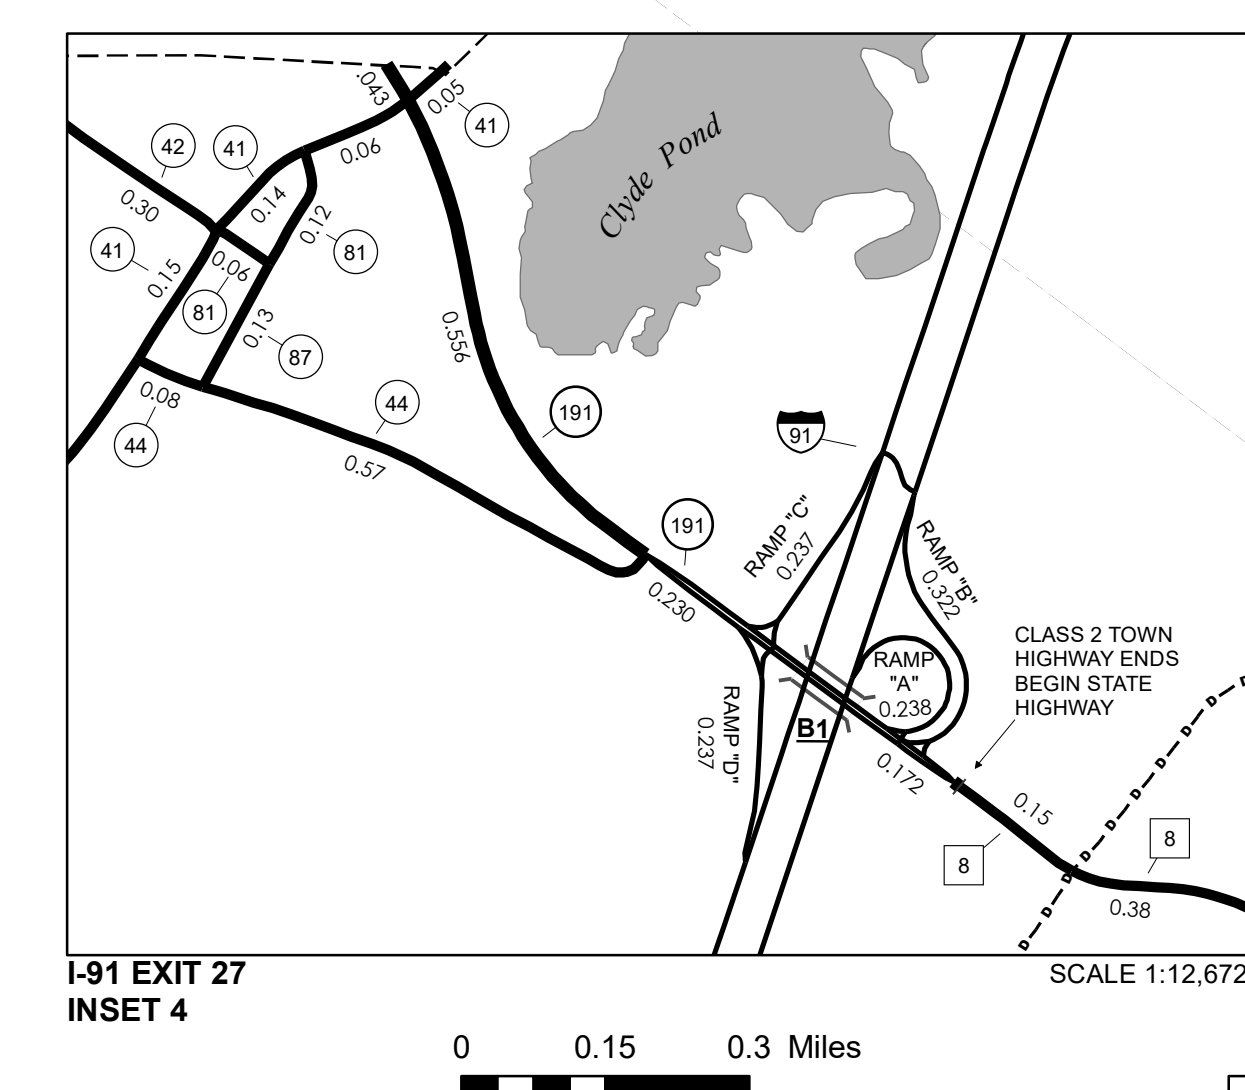 .043
0.05
41
42
41
0.06
0.30
0.14
0.12
41
0.15
0.06
81
81
0.13
87
0.556
Clyde Pond
0.08
44
44
0.57
191
91
191
0.230
RAMP "C"
0.237
RAMP "B"
0.322
RAMP
"A"
0.238
CLASS 2 TOWN
HIGHWAY ENDS
BEGIN STATE
HIGHWAY
RAMP "D"
0.237
B1
0.172
0.15
8
8
0.38
D
D
D
D
D
D
D
D
D
D
I-91 EXIT 27
INSET 4
SCALE 1:12,672
0 0.15 0.3 Miles